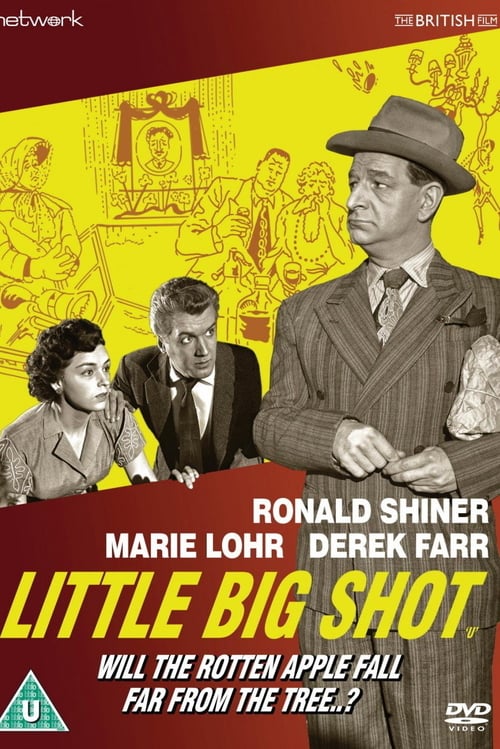 network
THE BRITISH FILM
RONALD SHINER
MARIE LOHR DEREK FARR
LITTLE BIG SHOT
'U'
WILL THE ROTTEN APPLE FALL
FAR FROM THE TREE..?
U
DVD
VIDEO